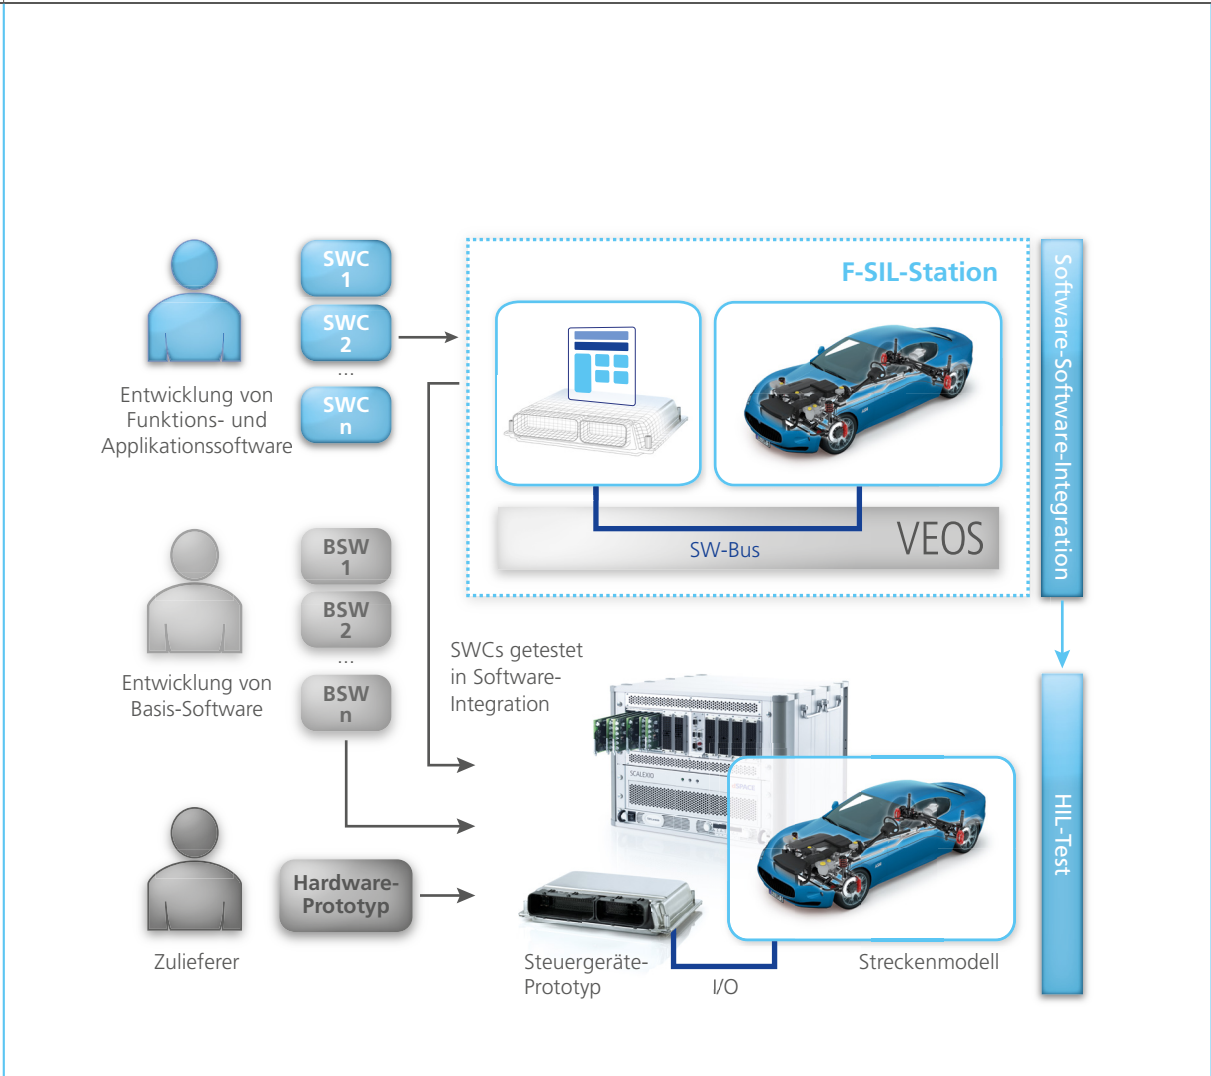 SWC
1
SWC
2
...
SWC
n
Entwicklung von
Funktions- und
Applikationssoftware
F-SIL-Station
SW-Bus
VEOS
Software-Software-Integration
BSW
1
BSW
2
...
BSW
n
Entwicklung von
Basis-Software
SWCs getestet
in Software-
Integration
SCALEXIO
dSPACE
HIL-Test
Hardware-
Prototyp
Zulieferer
Steuergeräte-
Prototyp
I/O
Streckenmodell